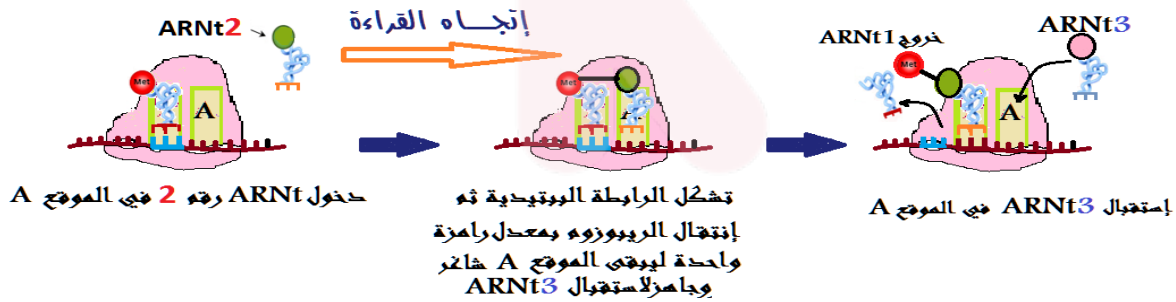 إتجاه القراءة
ARNt2
Met
A
دخول ARNt رقم 2 في الموقع A
Met
A
تشكل الرابطة الببتيدية ثم
إنتقال الريبوزوم بمعدل رامزة
واحدة ليبقى الموقع A شاغر
وجاهز لاستقبال ARNt3
ARNt3
خروج ARNt1
Met
A
إستقبال ARNt3 في الموقع A